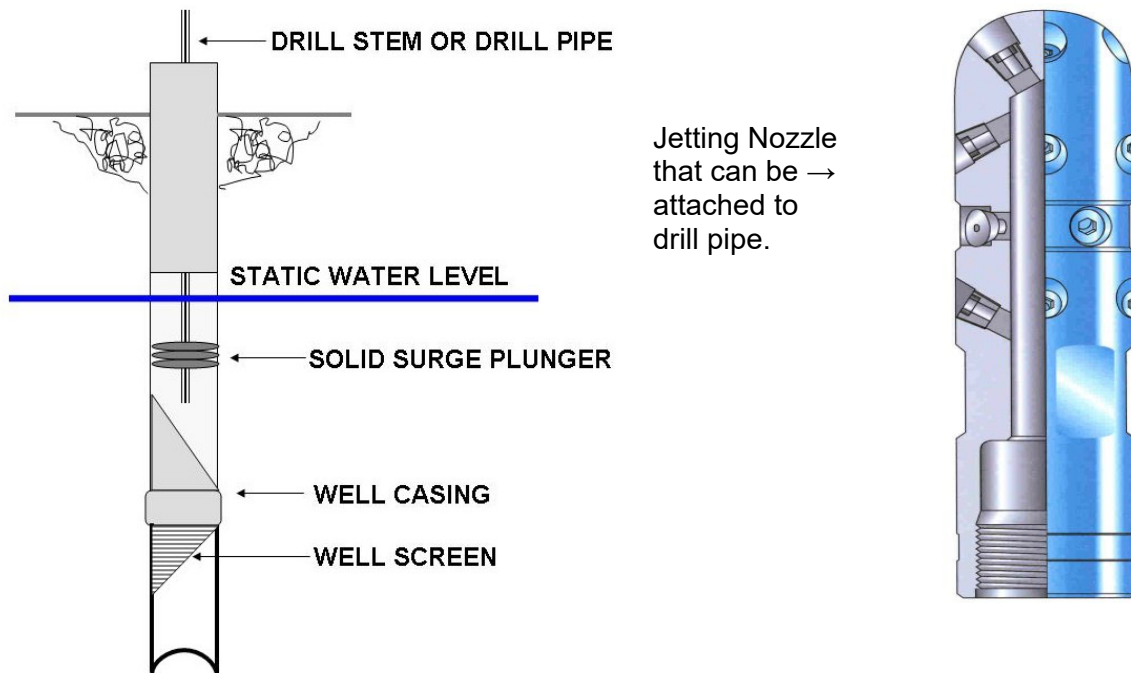 DRILL STEM OR DRILL PIPE
STATIC WATER LEVEL
SOLID SURGE PLUNGER
WELL CASING
WELL SCREEN
Jetting Nozzle
that can be →
attached to
drill pipe.